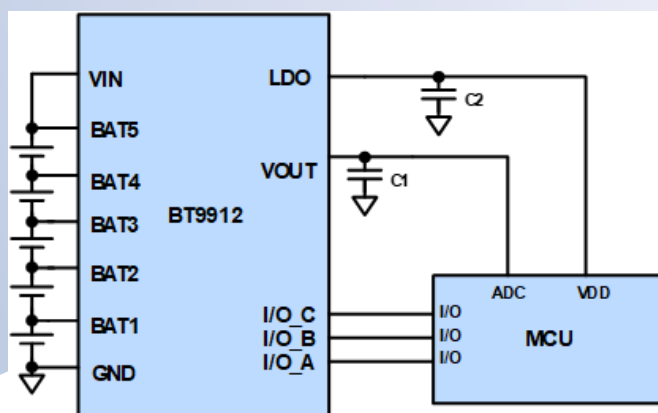 VIN
LDO
C2
BAT5
BAT4
VOUT
C1
BAT3
BT9912
BAT2
ADC
VDD
BAT1
I/O_C
I/O
I/O_B
I/O
MCU
I/O_A
I/O
GND